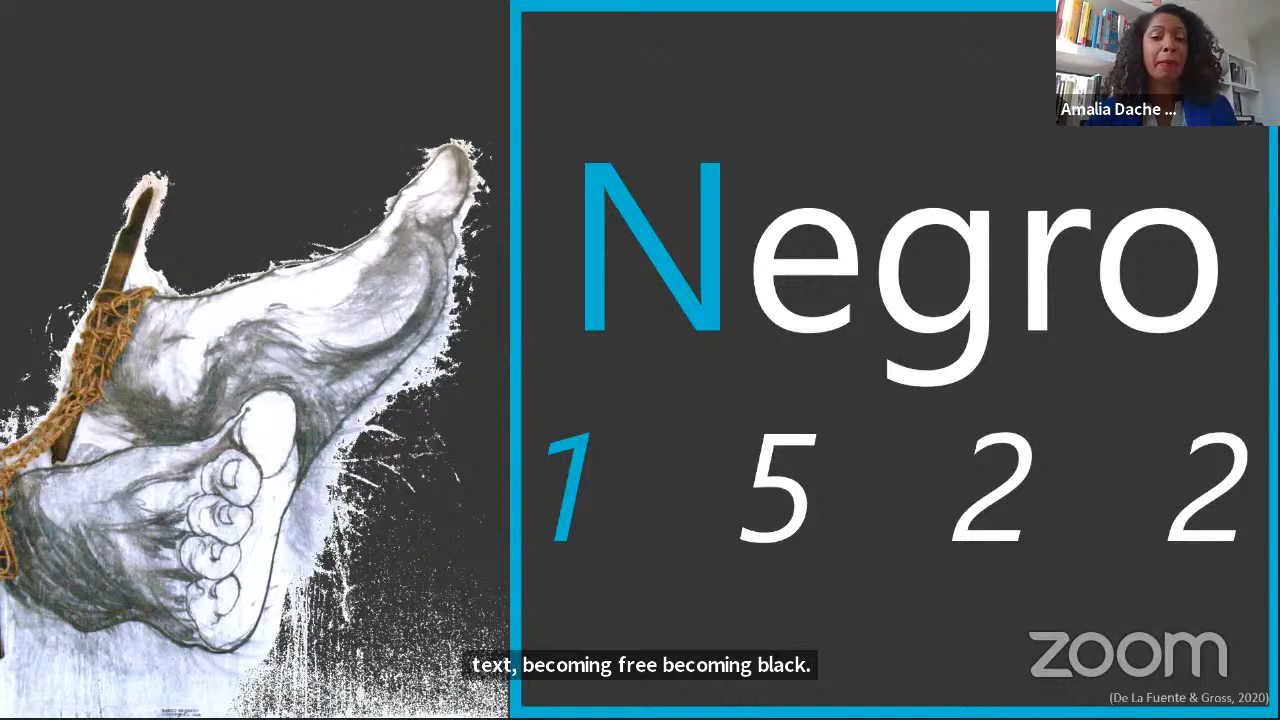 Amalia Dache ...
Negro
1 5 2 2
text, becoming free becoming black.
zoom
(De La Fuente & Gross, 2020)